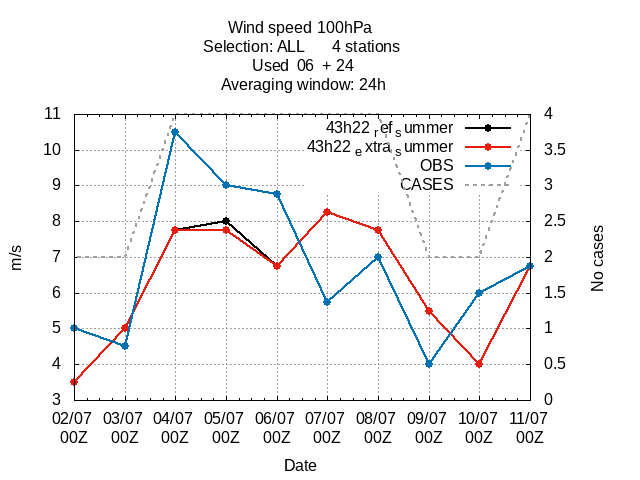 Wind speed 100hPa
Selection: ALL 4 stations
Used 06 + 24
Averaging window: 24h
11 4
43h22 ref summer
43h22 extra summer
10 3.5
OBS
9 CASES 3
8 2.5
7 2
6 1.5
5 1
4 0.5
3 0
m/s
No cases
02/07 03/07 04/07 05/07 06/07 07/07 08/07 09/07 10/07 11/07
00Z 00Z 00Z 00Z 00Z 00Z 00Z 00Z 00Z 00Z
Date